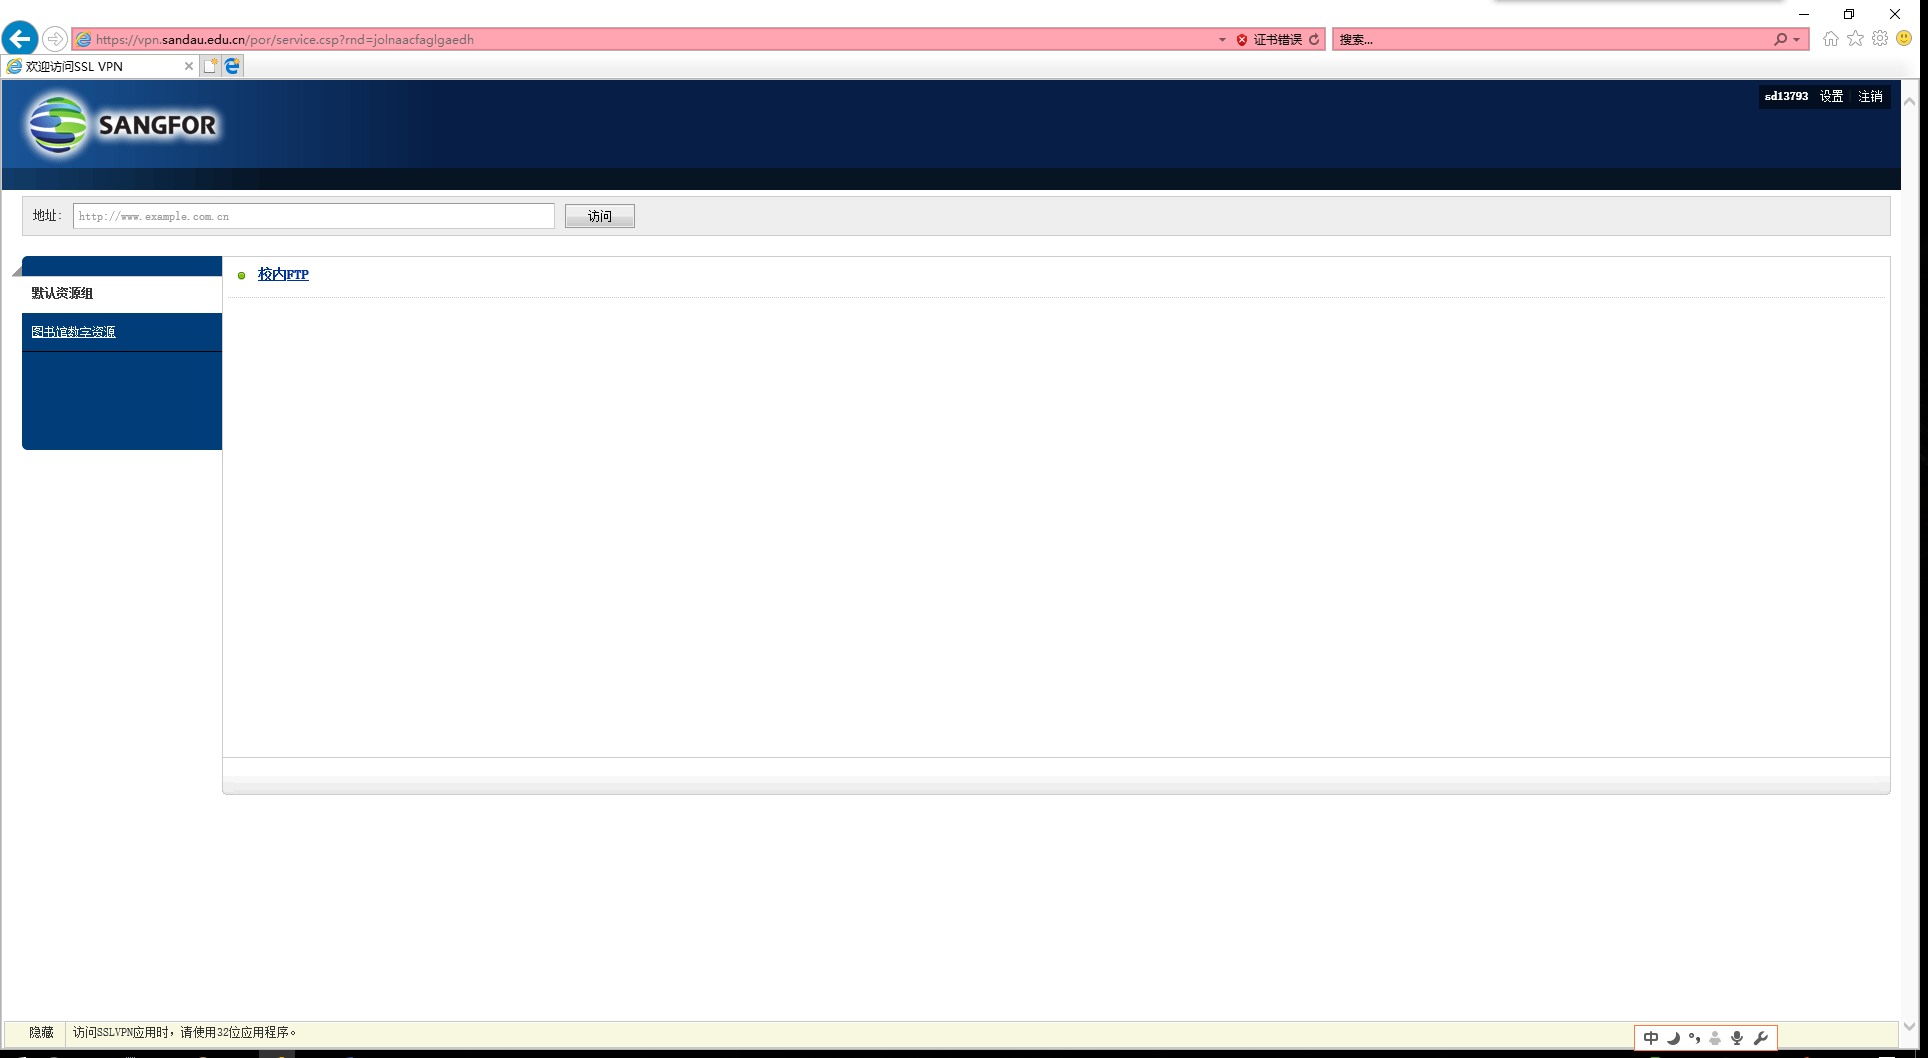 https://vpn.sandau.edu.cn/por/service.csp?rnd=jolnaacfaglgaedh
证书错误
搜索...
欢迎访问SSL VPN
SANGFOR
sd13793 设置 注销
地址: http://www.example.com.cn 访问
默认资源组
校内FTP
图书馆数字资源
隐藏 访问SSLVPN应用时，请使用32位应用程序。
中